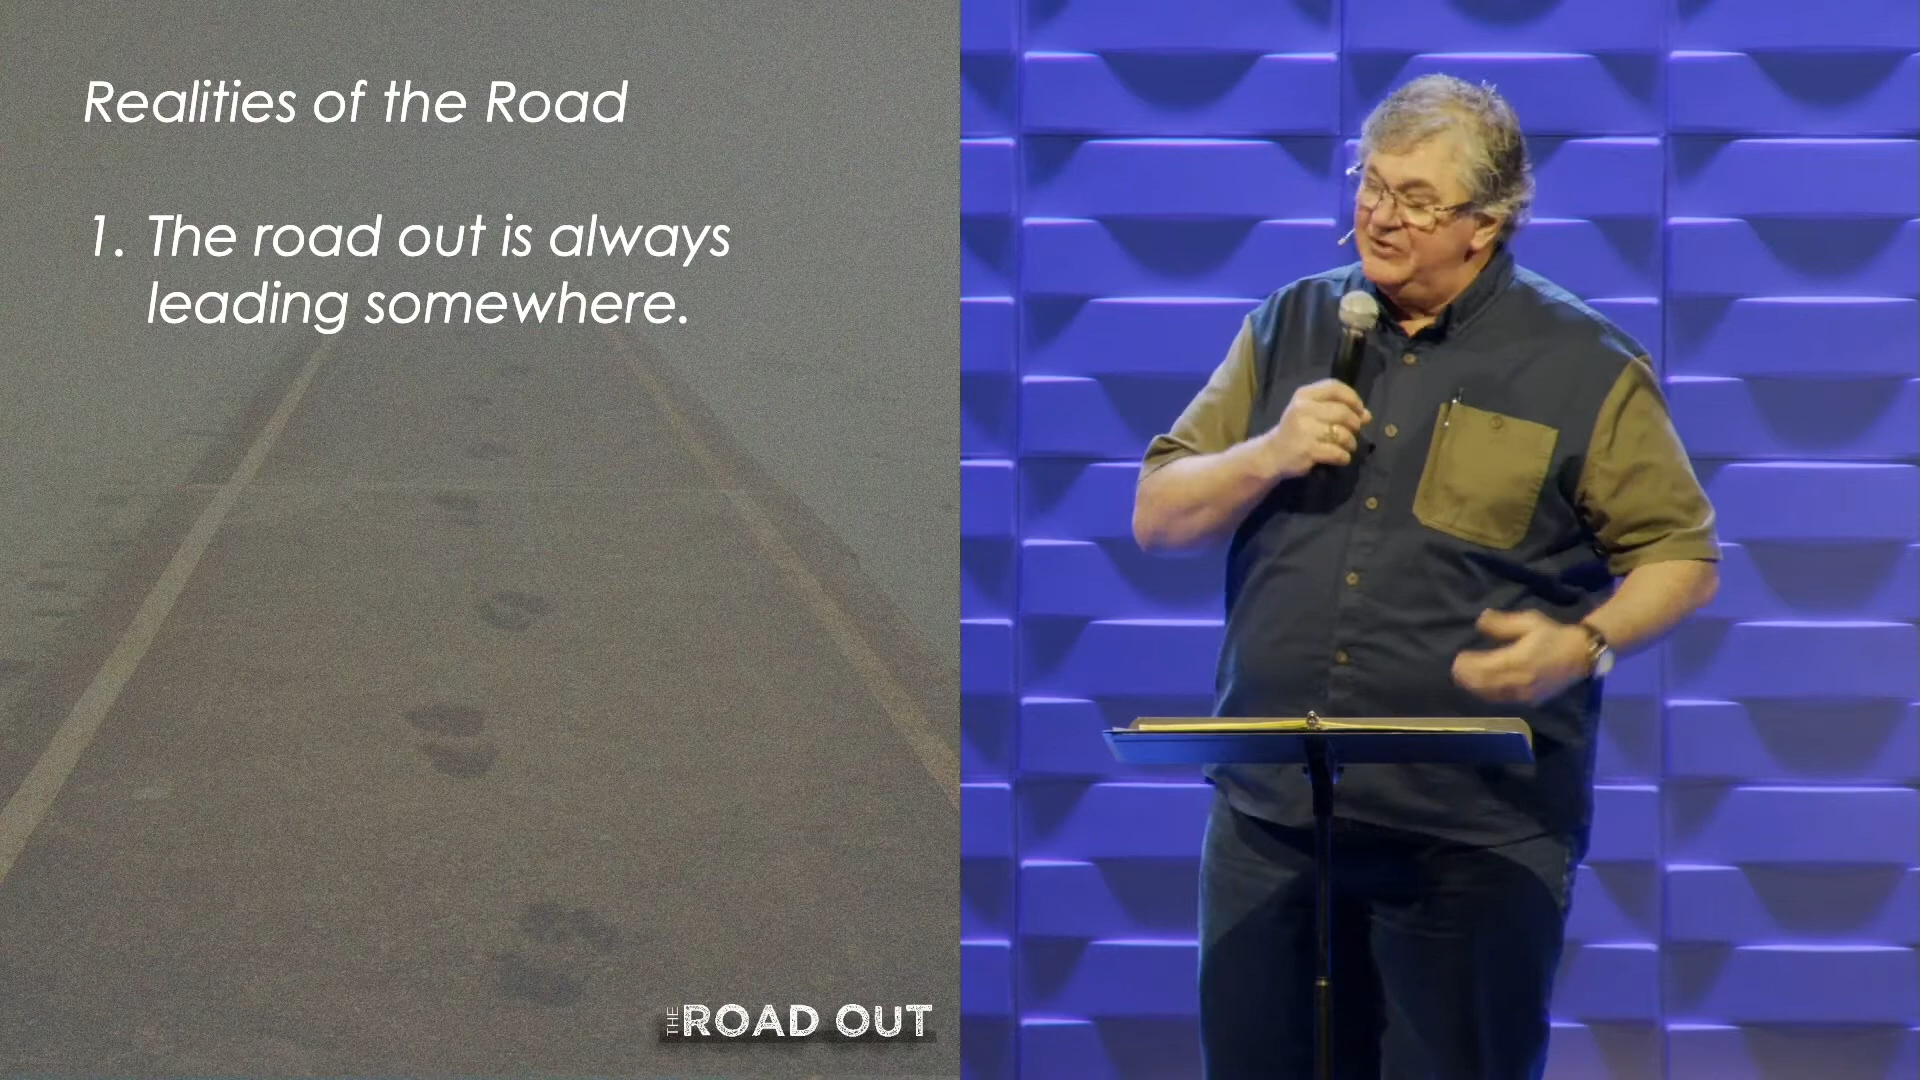 Realities of the Road
1. The road out is always
leading somewhere.
THE ROAD OUT